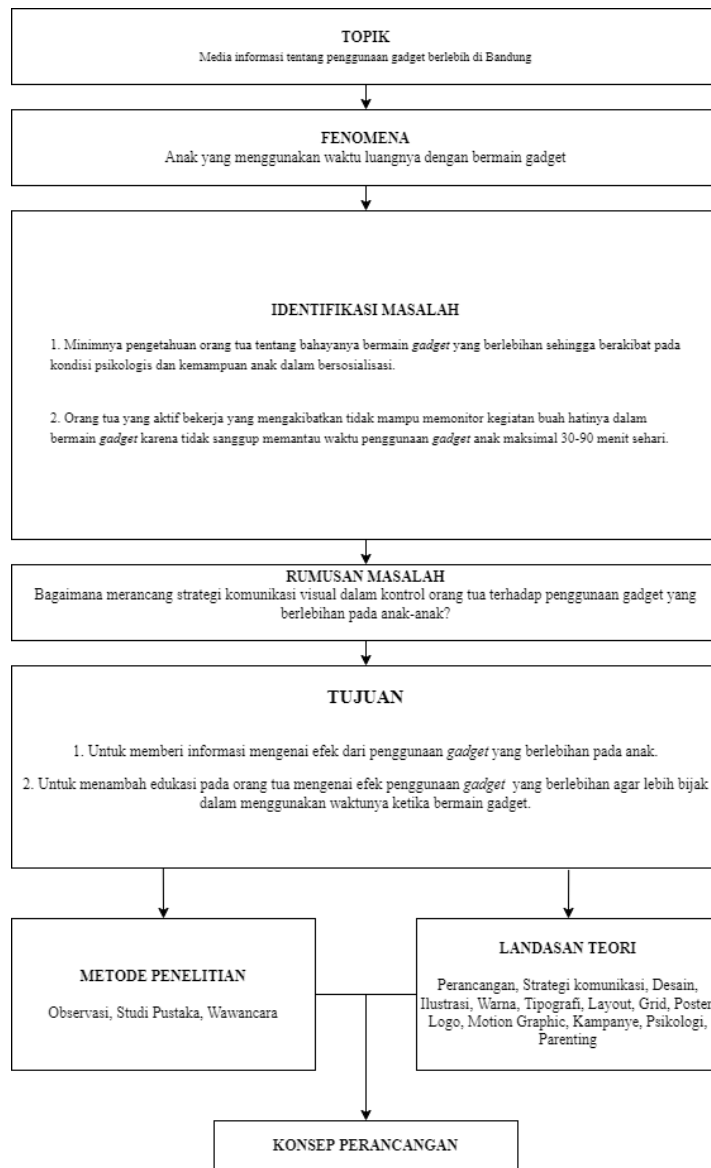 TOPIK
Media informasi tentang penggunaan gadget berlebih di Bandung
FENOMENA
Anak yang menggunakan waktu luangnya dengan bermain gadget
IDENTIFIKASI MASALAH
1. Minimnya pengetahuan orang tua tentang bahayanya bermain gadget yang berlebihan sehingga berakibat pada
kondisi psikologis dan kemampuan anak dalam bersosialisasi.
2. Orang tua yang aktif bekerja yang mengakibatkan tidak mampu memonitor kegiatan buah hatinya dalam
bermain gadget karena tidak sanggup memantau waktu penggunaan gadget anak maksimal 30-90 menit sehari.
RUMUSAN MASALAH
Bagaimana merancang strategi komunikasi visual dalam kontrol orang tua terhadap penggunaan gadget yang
berlebihan pada anak-anak?
TUJUAN
1. Untuk memberi informasi mengenai efek dari penggunaan gadget yang berlebihan pada anak.
2. Untuk menambah edukasi pada orang tua mengenai efek penggunaan gadget yang berlebihan agar lebih bijak
dalam menggunakan waktunya ketika bermain gadget.
METODE PENELITIAN
Observasi, Studi Pustaka, Wawancara
LANDASAN TEORI
Perancangan, Strategi komunikasi, Desain,
Ilustrasi, Warna, Tipografi, Layout, Grid, Poster
Logo, Motion Graphic, Kampanye, Psikologi,
Parenting
KONSEP PERANCANGAN